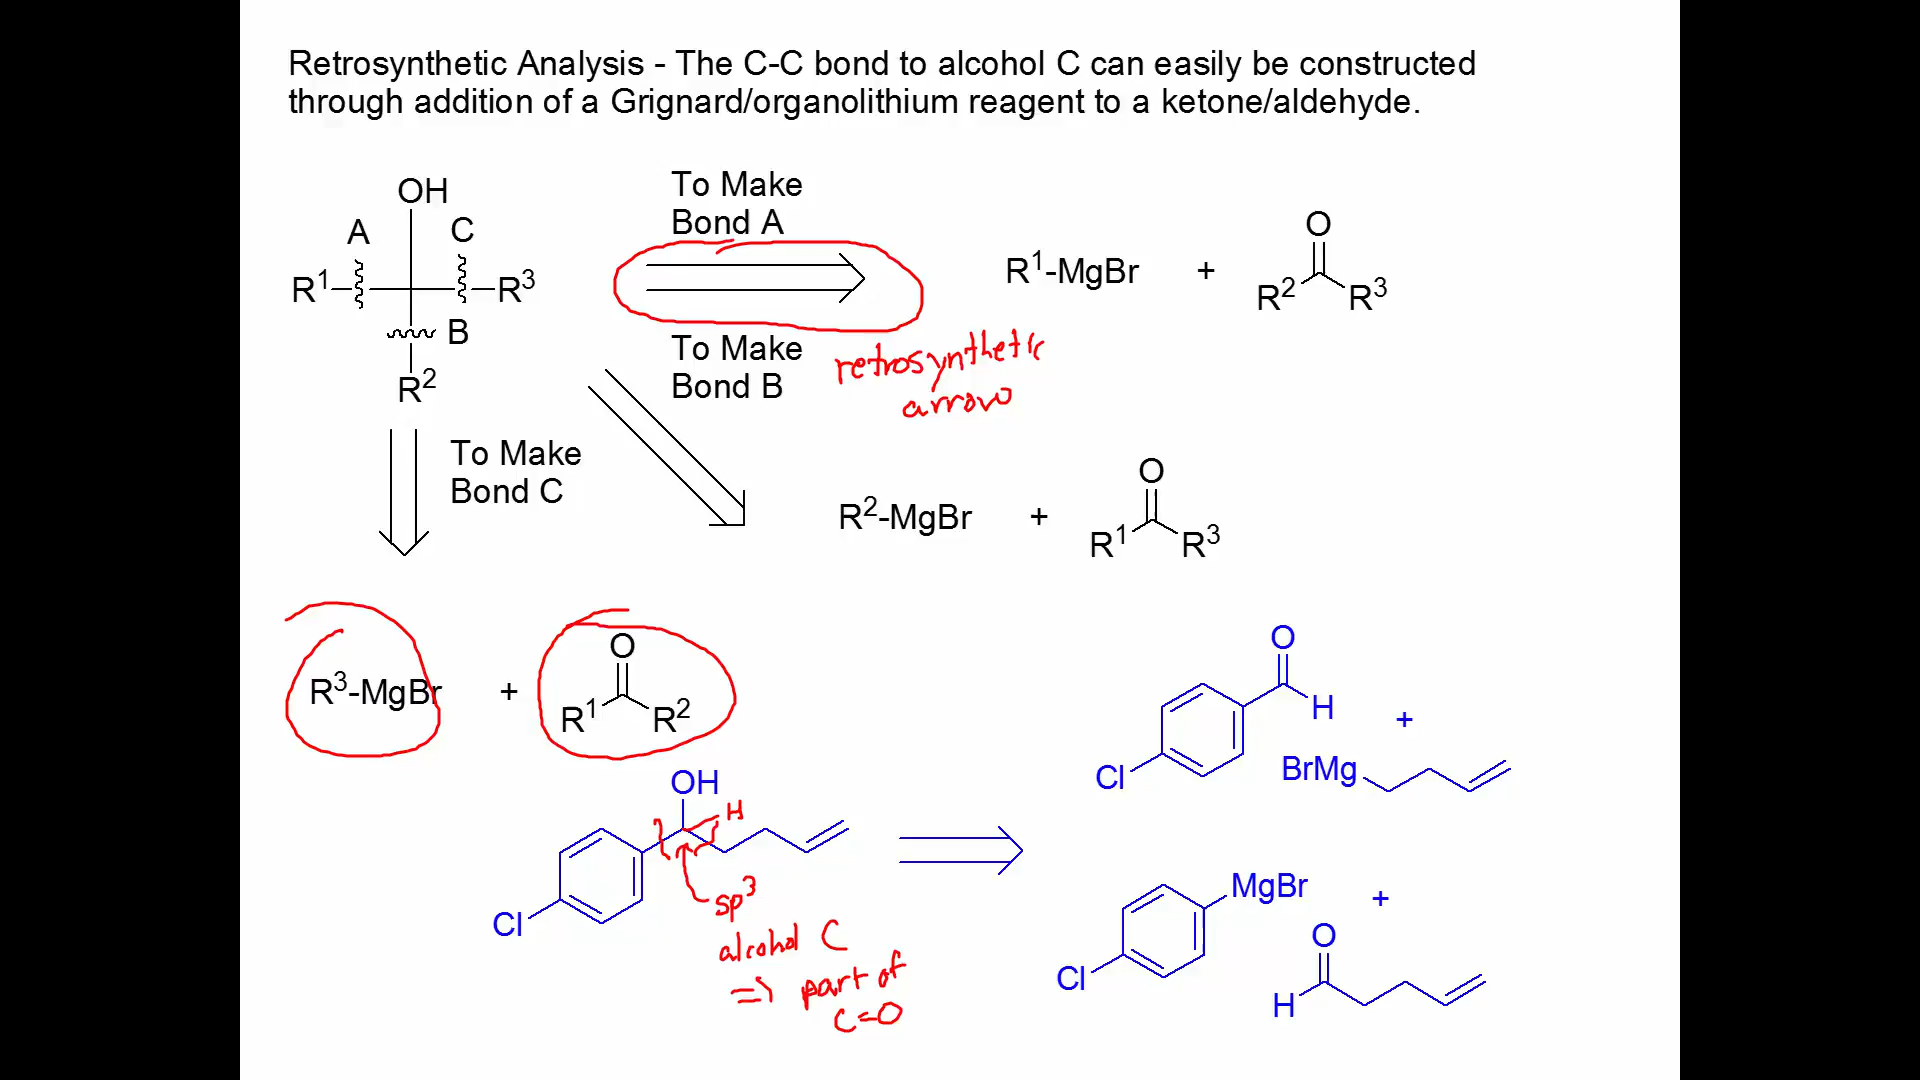 Retrosynthetic Analysis - The C-C bond to alcohol C can easily be constructed
through addition of a Grignard/organolithium reagent to a ketone/aldehyde.
OH
A
C
R¹
R³
B
R²
To Make
Bond A
To Make
Bond B
retrosynthetic
arrow
R¹-MgBr + O
R² R³
To Make
Bond C
R²-MgBr + O
R¹ R³
R³-MgBr + O
R¹ R²
OH
H
Cl
sp³
alcohol C
⇒ part of
C=O
O
H
+
Cl
BrMg
MgBr
+
Cl
O
H